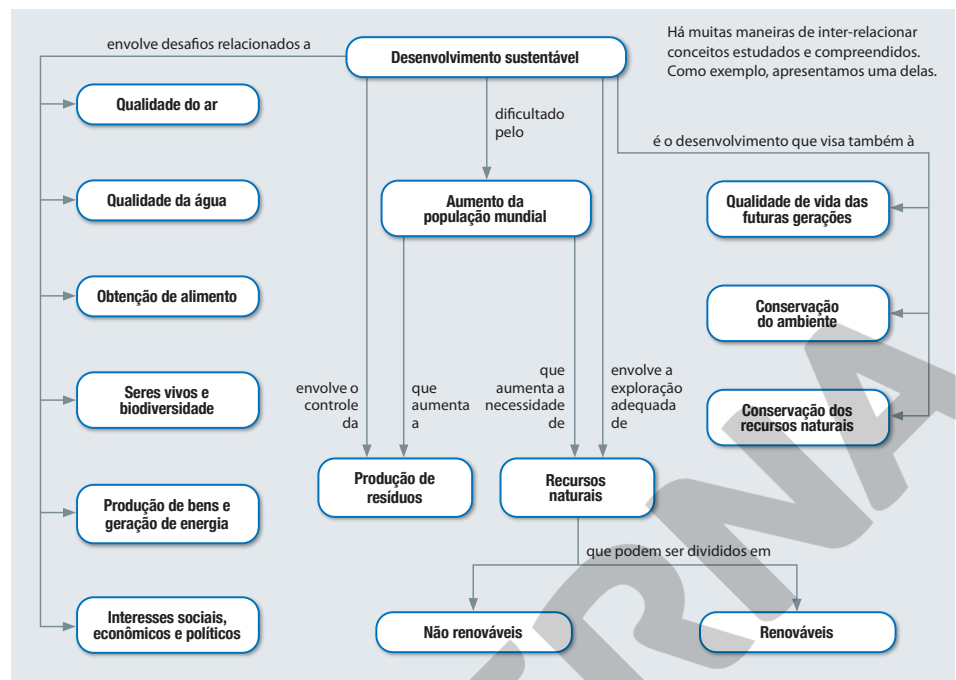 envolve desafios relacionados a
Desenvolvimento sustentável
Há muitas maneiras de inter-relacionar
conceitos estudados e compreendidos.
Como exemplo, apresentamos uma delas.
Qualidade do ar
dificultado
pelo
é o desenvolvimento que visa também à
Qualidade da água
Aumento da
população mundial
Qualidade de vida das
futuras gerações
Obtenção de alimento
Conservação
do ambiente
Seres vivos e
biodiversidade
envolve o
controle
da
que
aumenta
a
que
aumenta a
necessidade
de
envolve a
exploração
adequada
de
Conservação dos
recursos naturais
Produção de
resíduos
Recursos
naturais
Produção de bens e
geração de energia
que podem ser divididos em
Interesses sociais,
econômicos e políticos
Não renováveis
Renováveis
ERNA